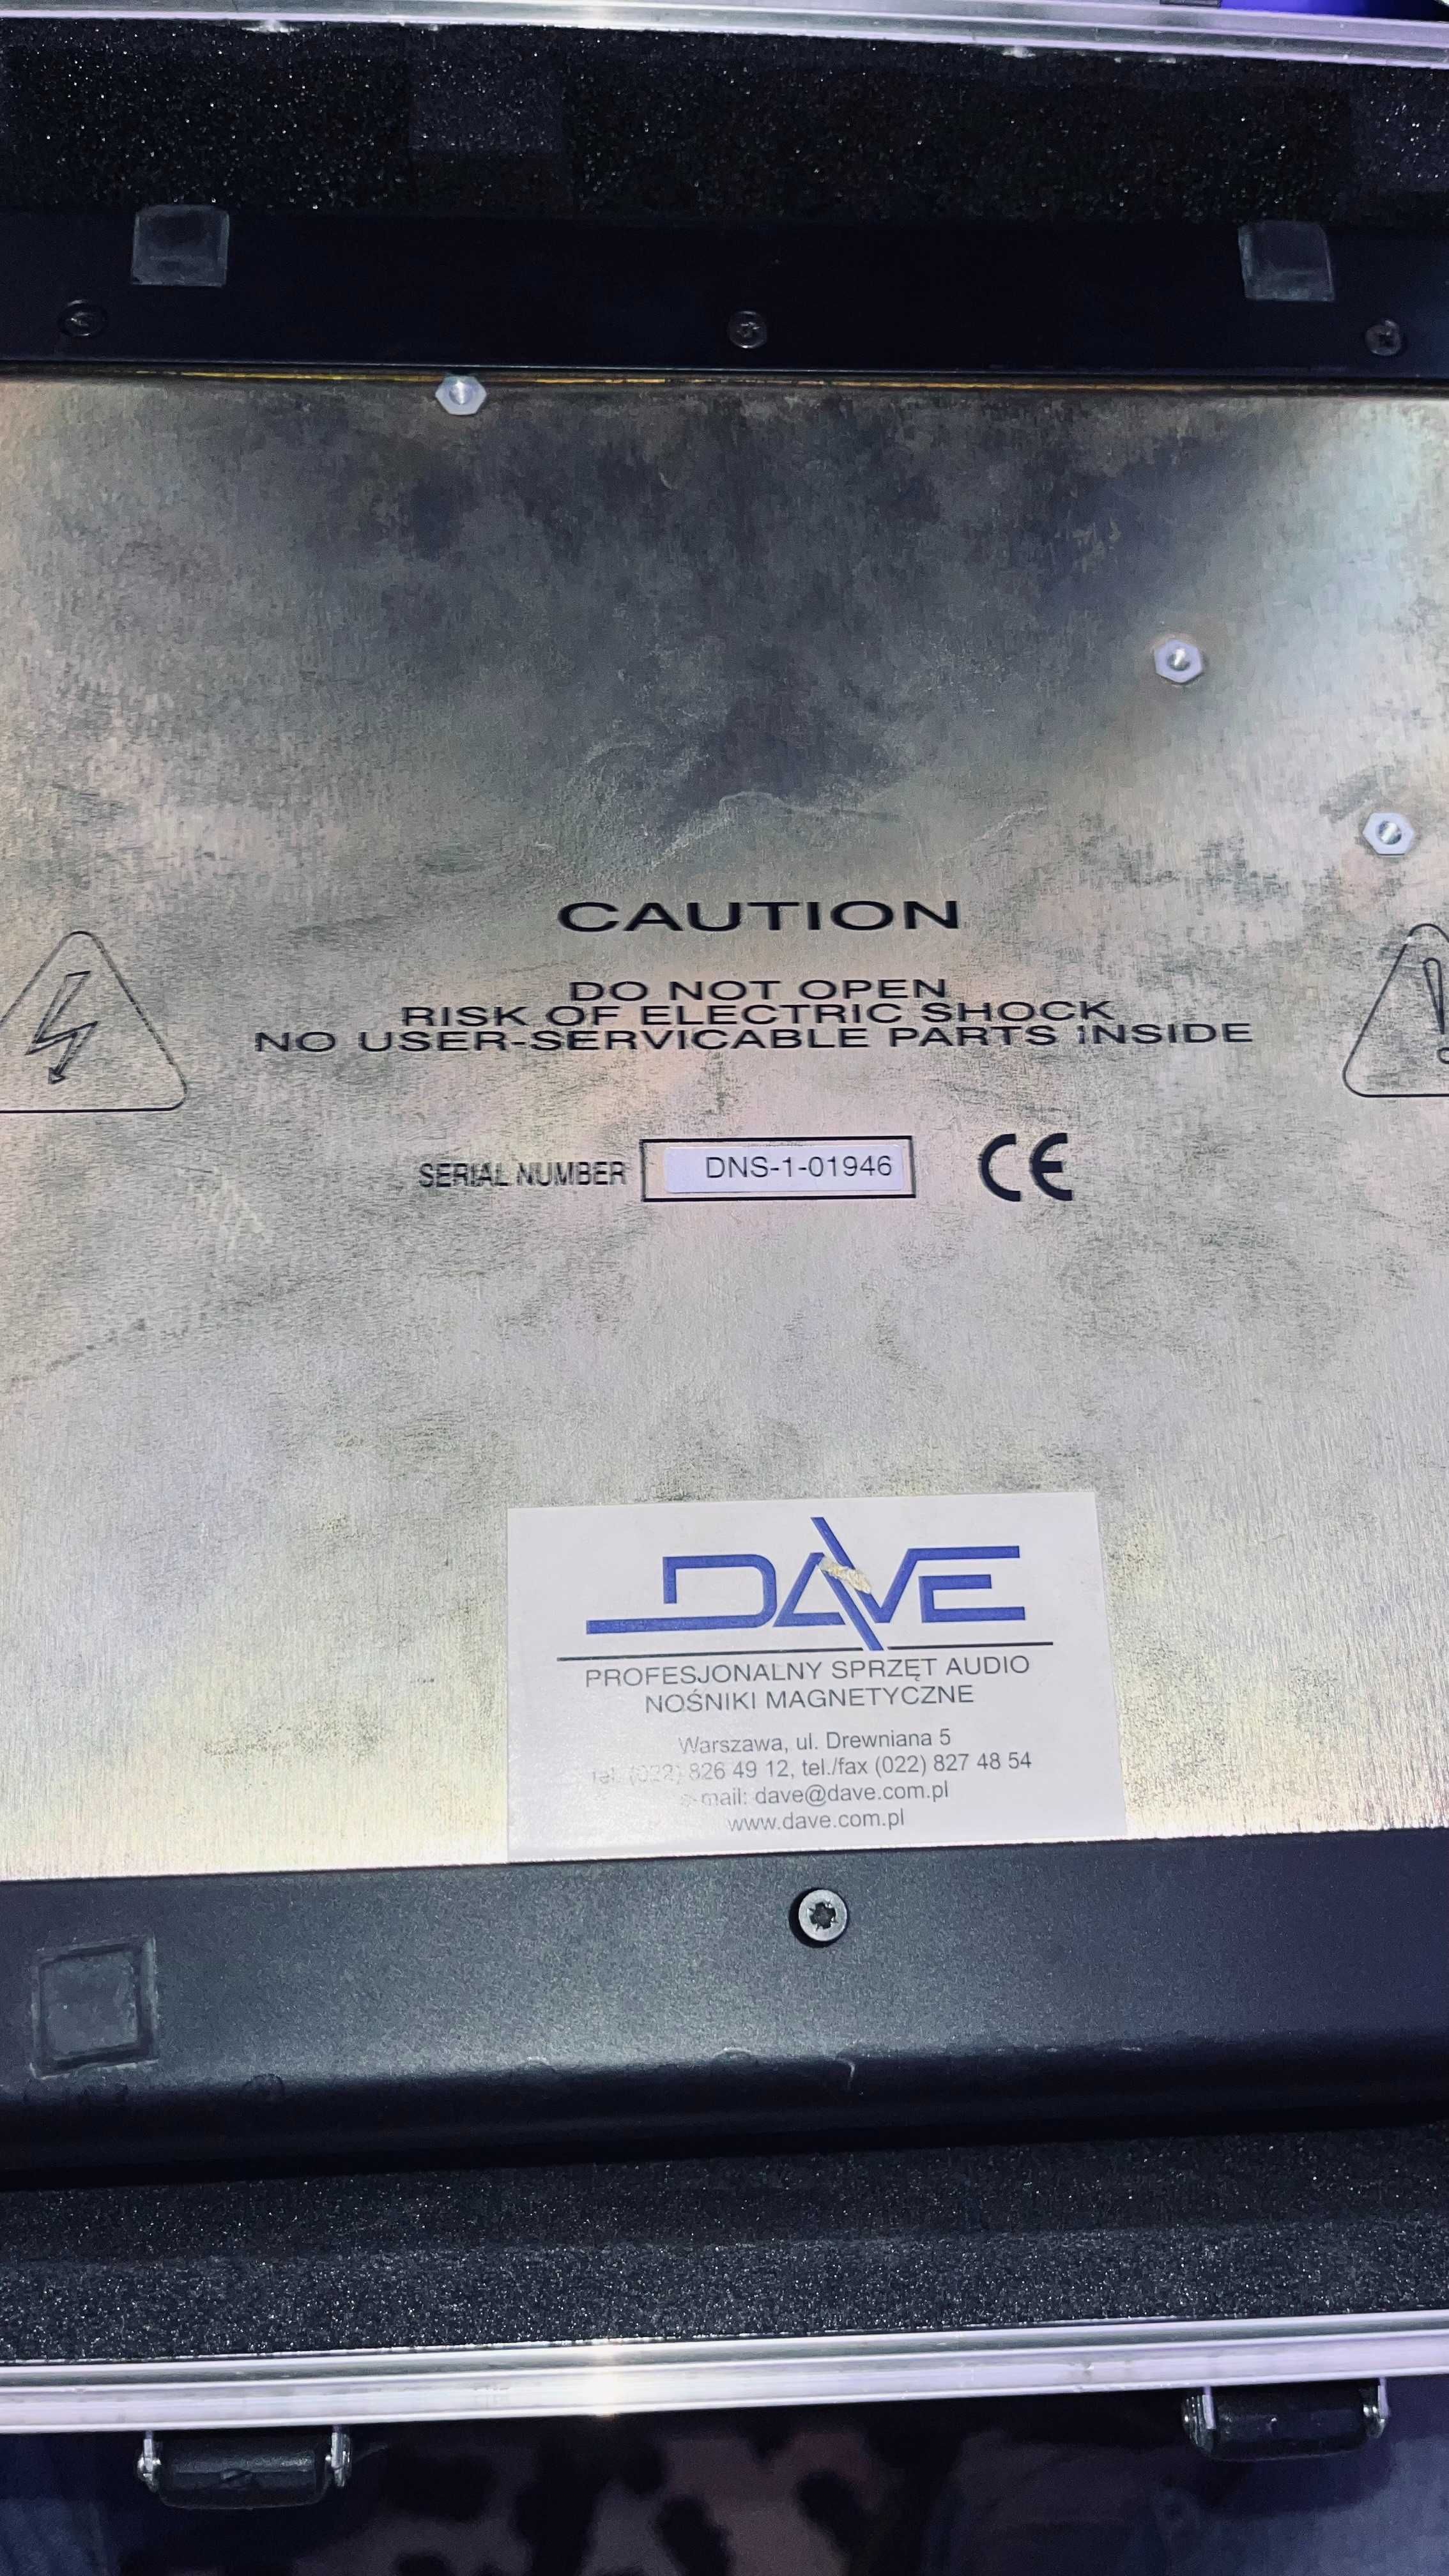 CAUTION
DO NOT OPEN
RISK OF ELECTRIC SHOCK
NO USER-SERVICABLE PARTS INSIDE
SERIAL NUMBER DNS-1-01946 CE
DAVE
PROFESJONALNY SPRZĘT AUDIO
NOŚNIKI MAGNETYCZNE
Warszawa, ul. Drewniana 5
tel. (022) 826 49 12, tel./fax (022) 827 48 54
e-mail: dave@dave.com.pl
www.dave.com.pl